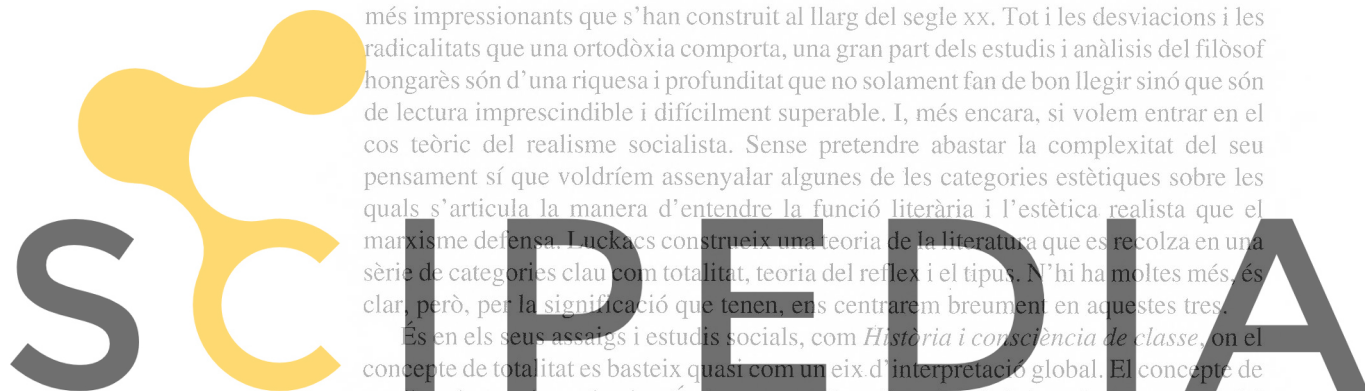 més impressionants que s’han construit al llarg del segle xx. Tot i les desviacions i les
radicalitats que una ortodòxia comporta, una gran part dels estudis i anàlisis del filòsof
hongarès són d’una riquesa i profunditat que no solament fan de bon llegir sinó que són
de lectura imprescindible i difícilment superable. I, més encara, si volem entrar en el
cos teòric del realisme socialista. Sense pretendre abastar la complexitat del seu
pensament sí que voldríem assenyalar algunes de les categories estètiques sobre les
quals s’articula la manera d’entendre la funció literària i l’estètica realista que el
marxisme defensa. Luckacs construeix una teoria de la literatura que es recolza en una
sèrie de categories clau com totalitat, teoria del reflex i el tipus. N’hi ha moltes més, és
clar, però, per la significació que tenen, ens centrarem breument en aquestes tres.
És en els seus assaigs i estudis socials, com Història i consciència de classe, on el
concepte de totalitat es basteix quasi com un eix d’interpretació global. El concepte de
SCIPEDIA